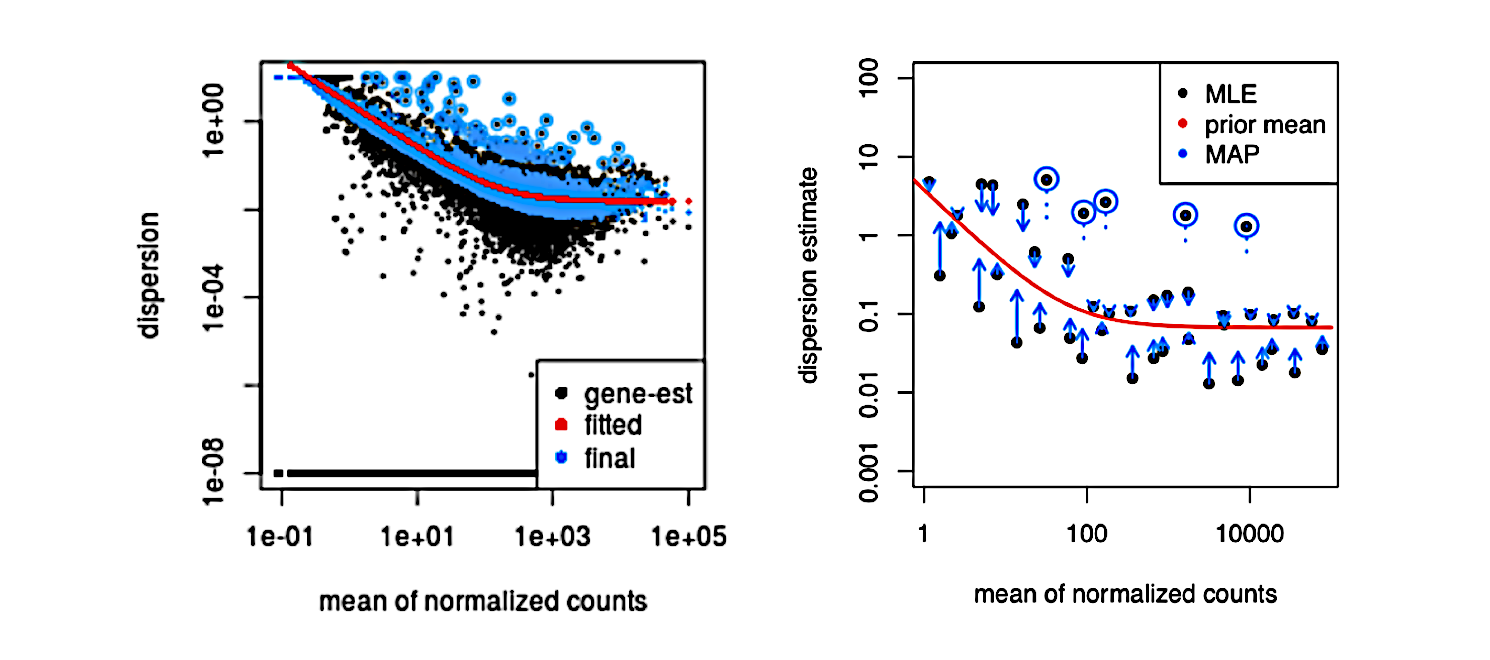 dispersion
1e+00
1e-04
1e-08
gene-est
fitted
final
1e-01 1e+01 1e+03 1e+05
mean of normalized counts
dispersion estimate
100
10
1
0.1
0.01
0.001
MLE
prior mean
MAP
1 100 10000
mean of normalized counts